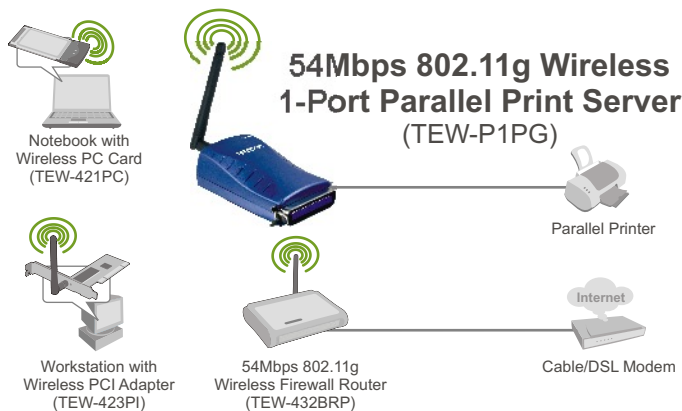 54Mbps 802.11g Wireless
1-Port Parallel Print Server
(TEW-P1PG)
Notebook with
Wireless PC Card
(TEW-421PC)
Parallel Printer
Internet
Workstation with
Wireless PCI Adapter
(TEW-423PI)
54Mbps 802.11g
Wireless Firewall Router
(TEW-432BRP)
Cable/DSL Modem